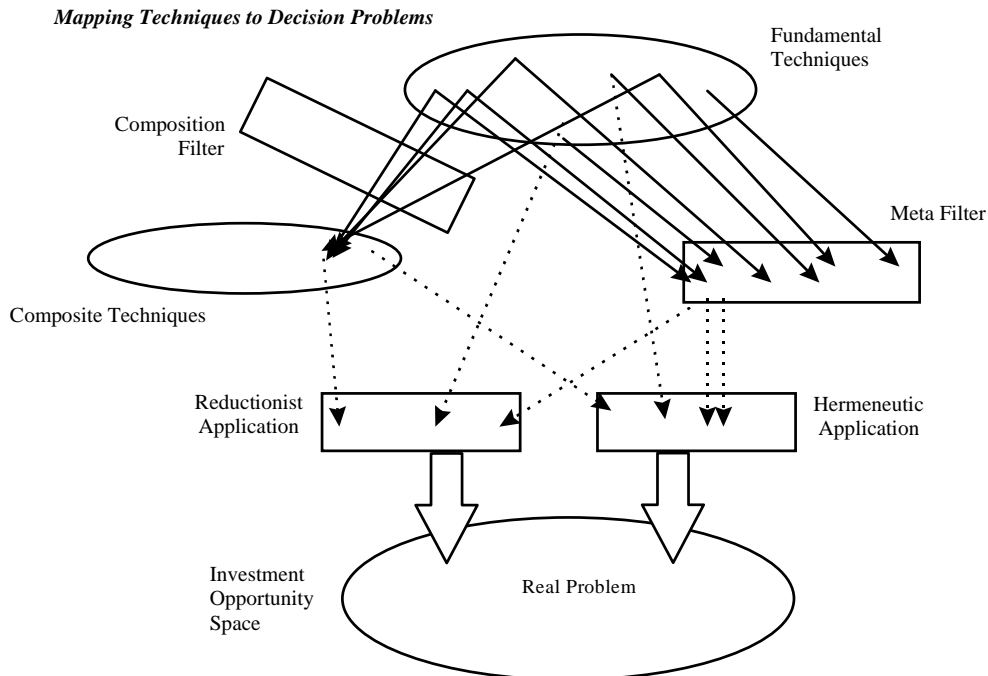 Mapping Techniques to Decision Problems
Fundamental
Techniques
Composition
Filter
Meta Filter
Composite Techniques
Reductionist
Application
Hermeneutic
Application
Investment
Opportunity
Space
Real Problem